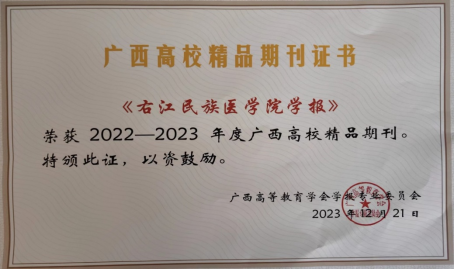 广西高校精品期刊证书
《右江民族医学院学报》
荣获 2022—2023 年度广西高校精品期刊。
特颁此证，以资鼓励。
广西高等教育学会学报专业委员会
2023 年 12 月 21 日